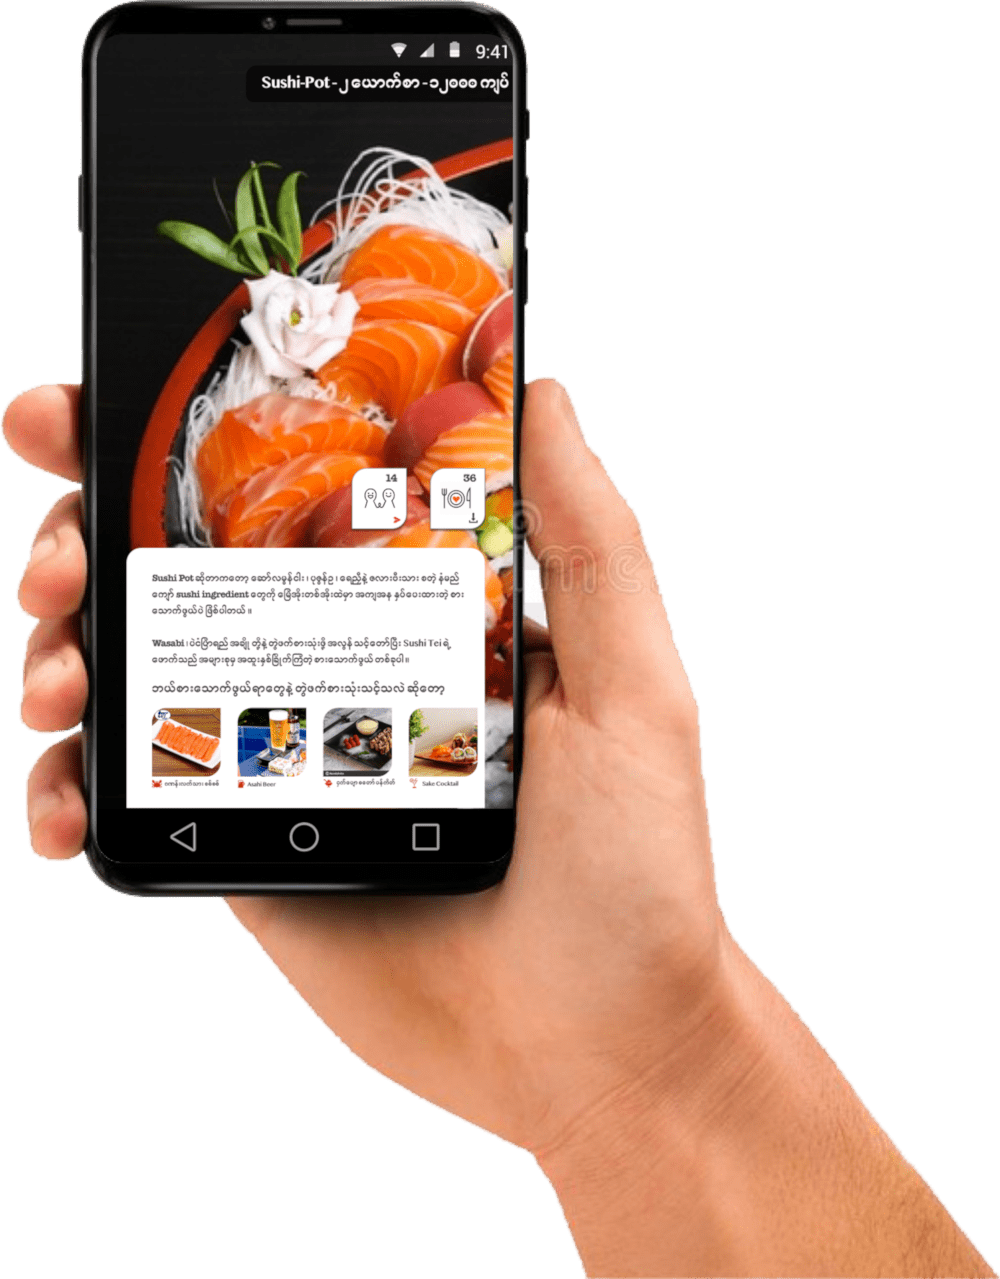 9:41
Sushi-Pot - ၂ ယောက်စာ - ၁၂၀၀၀ ကျပ်
14
36
me
Sushi Pot ဆိုတာကတော့ ဆော်လမွန်ငါး ၊ ပုဇွန်ဥ ၊ ရေညှိနဲ့ ဖလားဝီးသား စတဲ့ နံမည်
ကျော် sushi ingredient တွေကို မြေအိုးတစ်အိုးထဲမှာ အကျအန နှပ်ပေးထားတဲ့ စား
သောက်ဖွယ်ပဲ ဖြစ်ပါတယ် ။
Wasabi ၊ ပဲငံပြာရည် အချို တို့နဲ့ တွဲဖက်စားသုံးဖို့ အလွန် သင့်တော်ပြီး Sushi Tei ရဲ့
ဖောက်သည် အများစုမှ အထူးနှစ်ခြိုက်ကြတဲ့ စားသောက်ဖွယ် တစ်ခုပါ ။
ဘယ်စားသောက်ဖွယ်ရာတွေနဲ့ တွဲဖက်စားသုံးသင့်သလဲ ဆိုတော့
Asahi Beer
Sake Cocktail